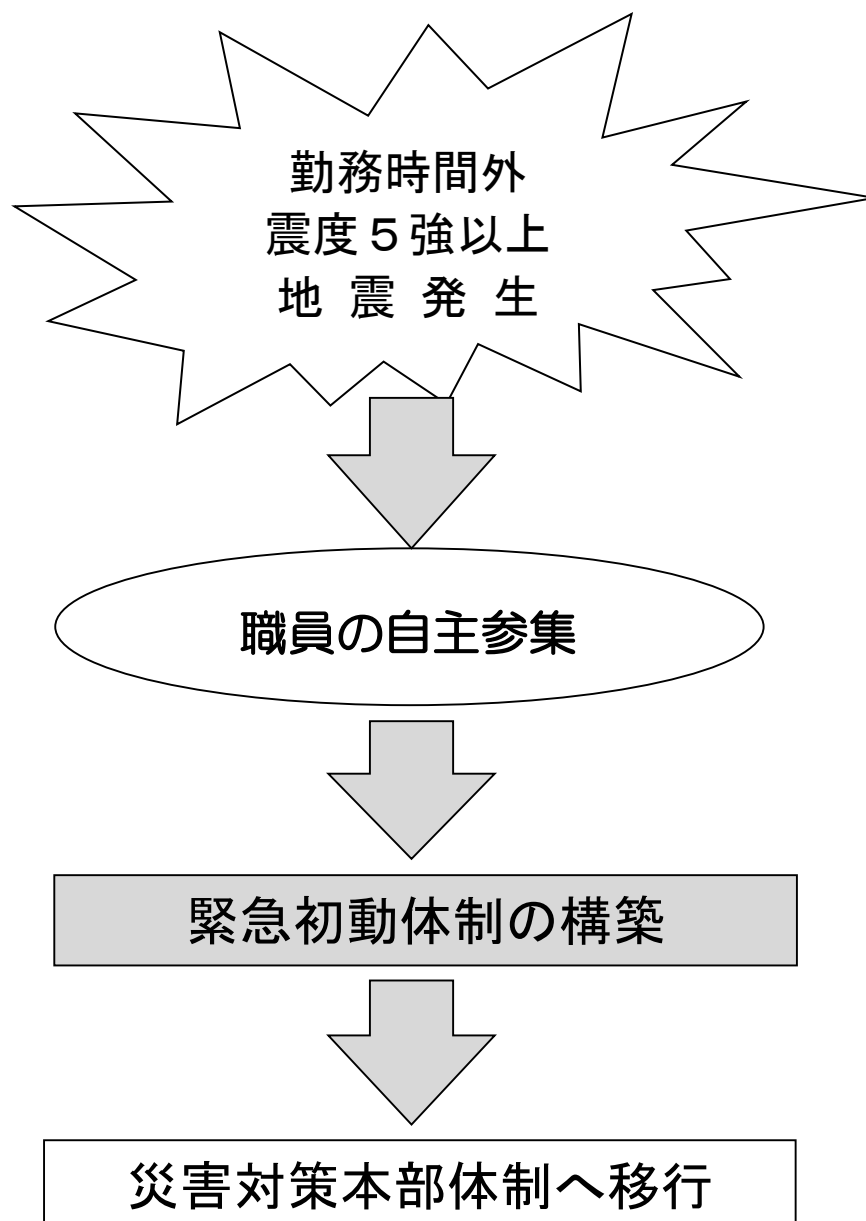 勤務時間外
震度５強以上
地 震 発 生
職員の自主参集
緊急初動体制の構築
災害対策本部体制へ移行